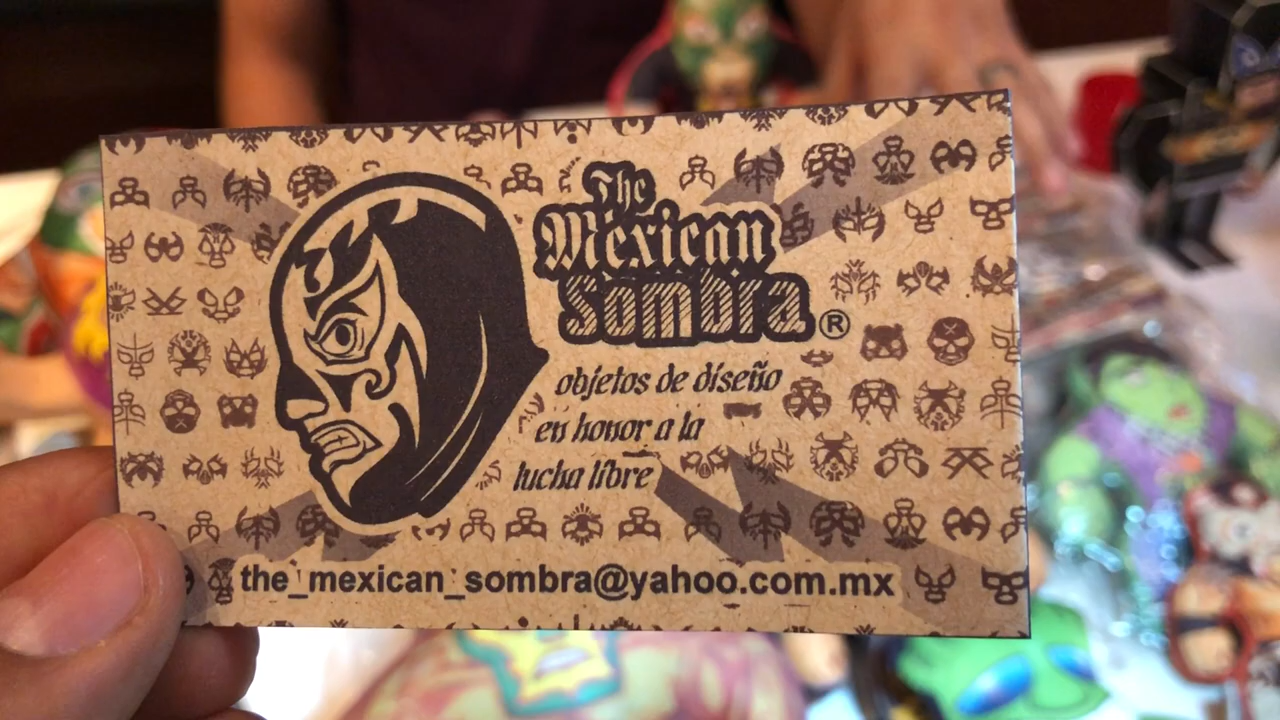 The
Mexican
Sombra ®
objetos de diseño
en honor a la
lucha libre
the_mexican_sombra@yahoo.com.mx